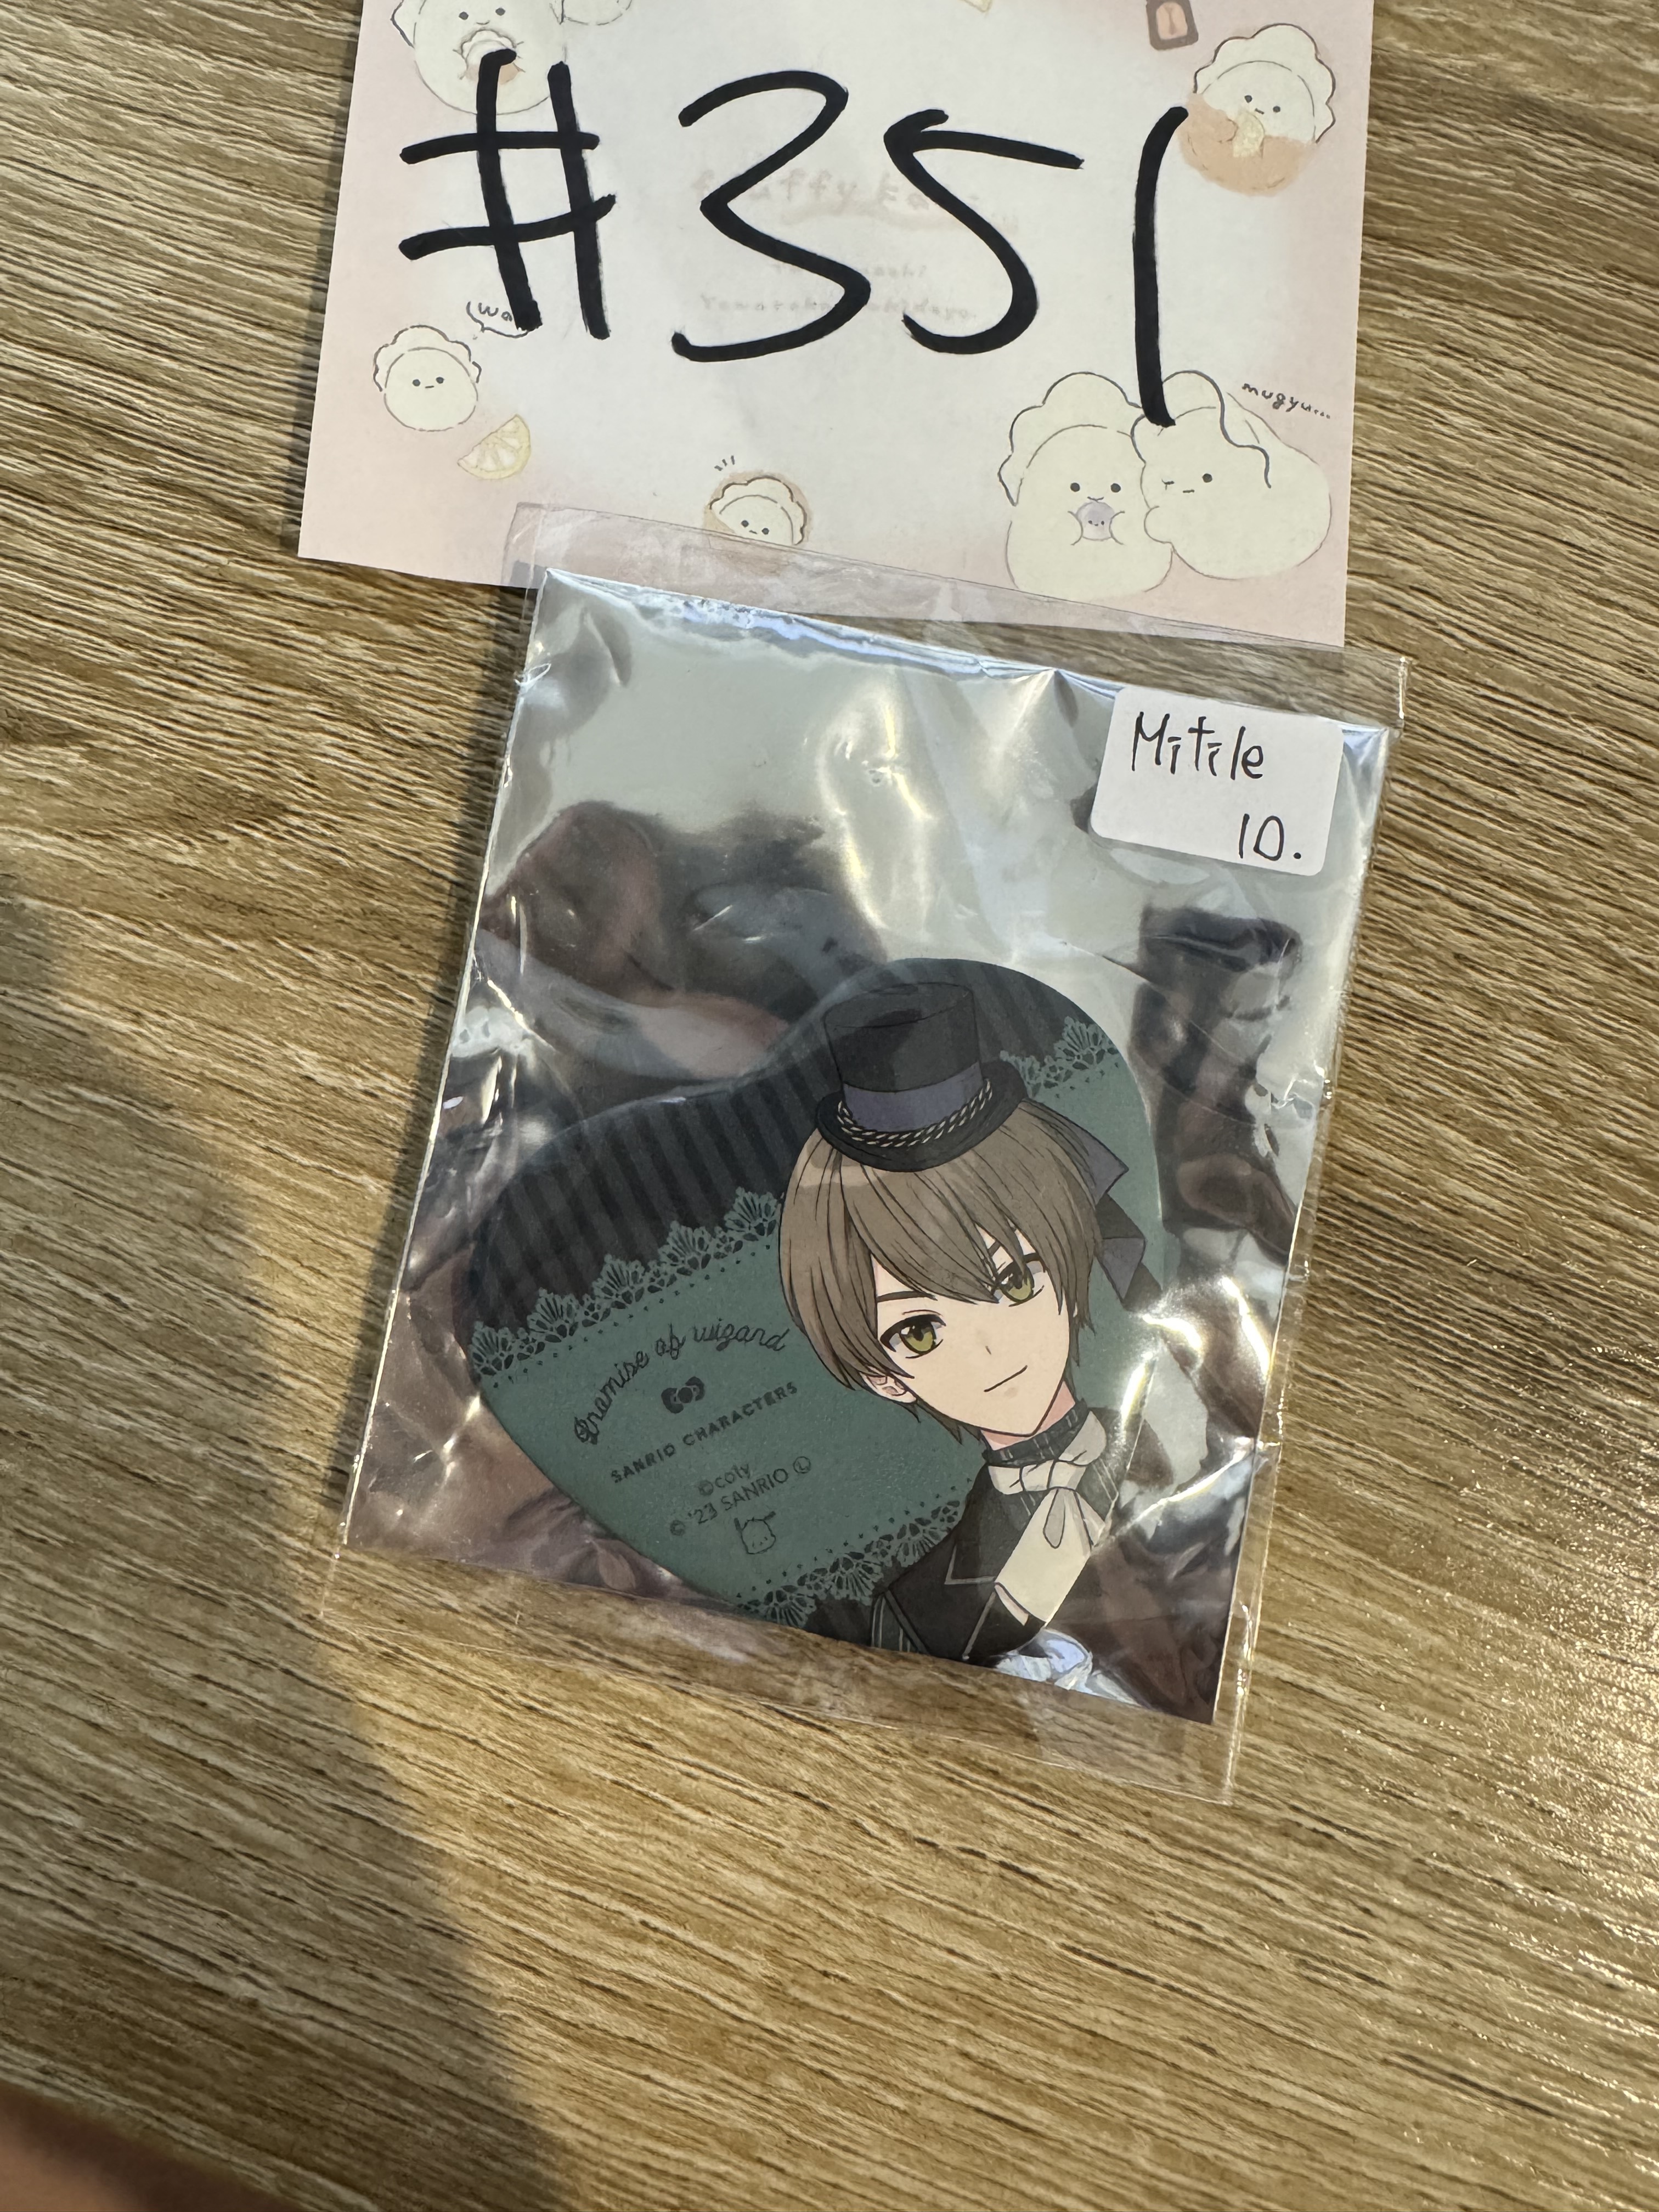 #351
wa
mugyu...
Mitile
10.
Promise of wizard
SANRIO CHARACTERS
©coly
© '23 SANRIO Ⓛ